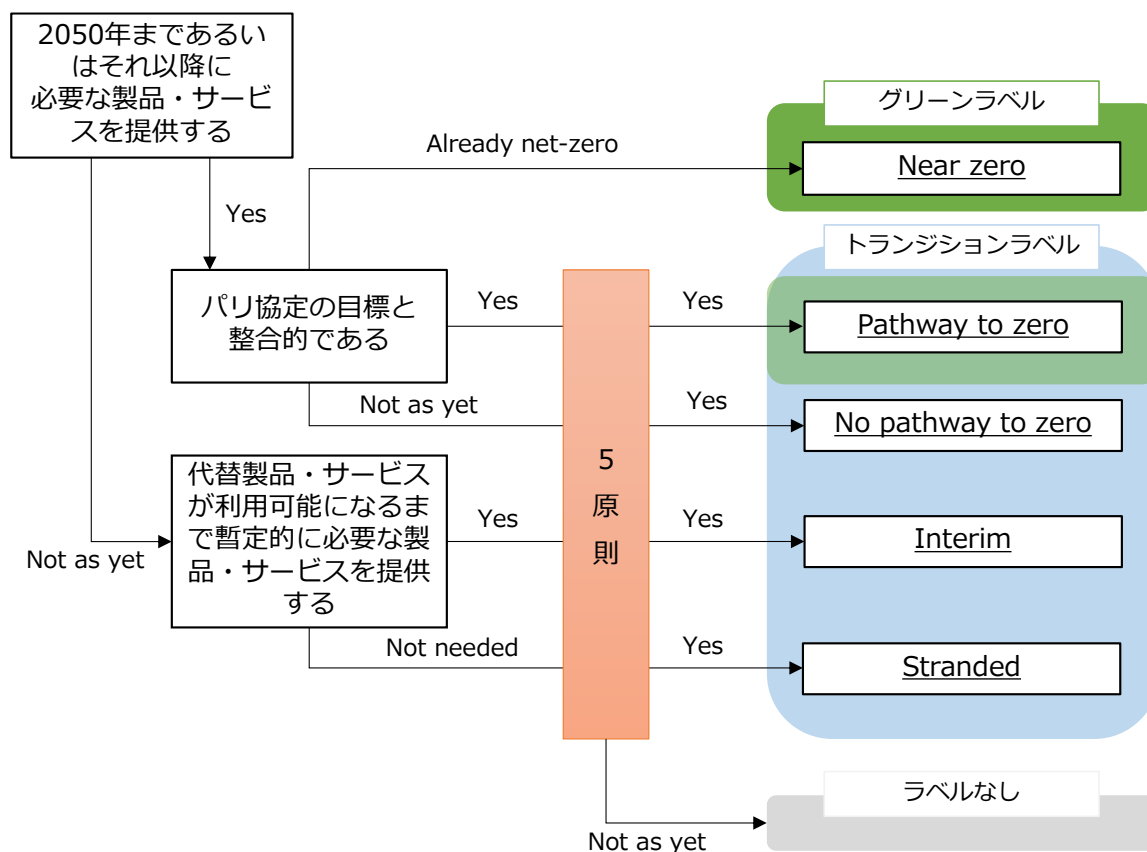 2050年まであるい
はそれ以降に
必要な製品・サービ
スを提供する
グリーンラベル
Already net-zero
Near zero
Yes
トランジションラベル
パリ協定の目標と
整合的である
Yes
Yes
Pathway to zero
Not as yet
Yes
No pathway to zero
5
原
則
代替製品・サービス
が利用可能になるま
で暫定的に必要な製
品・サービスを提供
する
Yes
Yes
Interim
Not as yet
Not needed
Yes
Stranded
ラベルなし
Not as yet